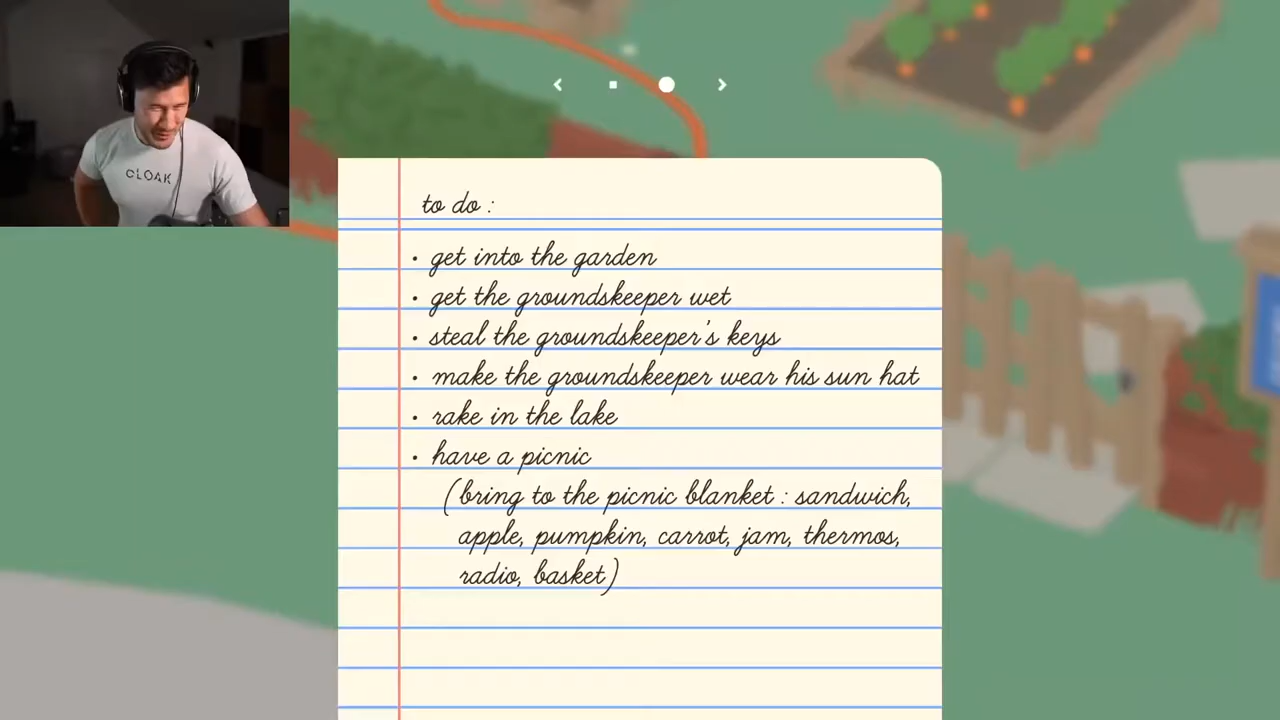 CLOAK
to do :
• get into the garden
• get the groundskeeper wet
• steal the groundskeeper's keys
• make the groundskeeper wear his sun hat
• rake in the lake
• have a picnic
(bring to the picnic blanket : sandwich,
apple, pumpkin, carrot, jam, thermos,
radio, basket)